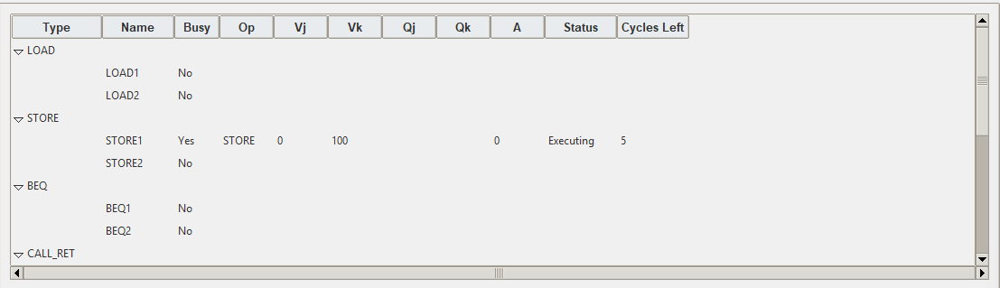 Type Name Busy Op Vj Vk Qj Qk A Status Cycles Left
LOAD
LOAD1 No
LOAD2 No
STORE
STORE1 Yes STORE 0 100 0 Executing 5
STORE2 No
BEQ
BEQ1 No
BEQ2 No
CALL_RET